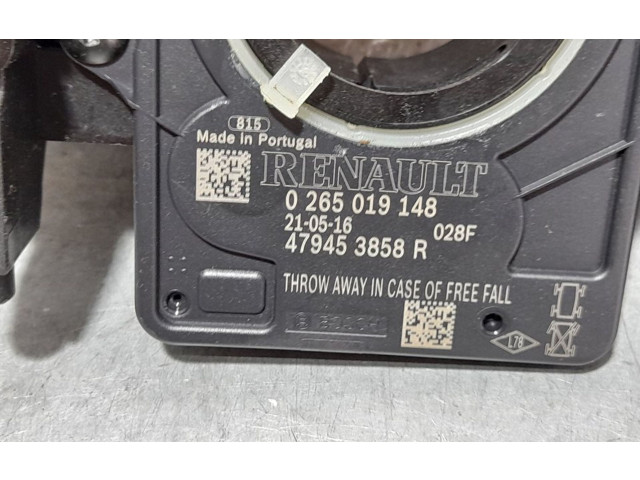 815
Made in Portugal
RENAULT
0 265 019 148
21-05-16 028F
47945 3858 R
THROW AWAY IN CASE OF FREE FALL
BOSCH
L78